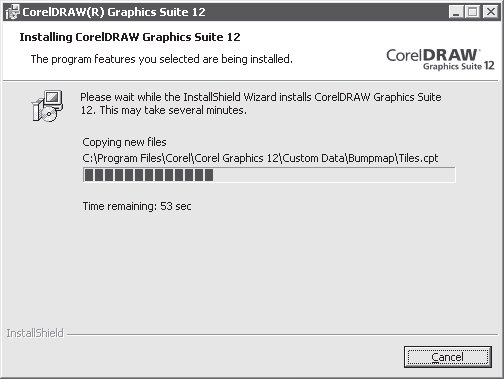 CorelDRAW(R) Graphics Suite 12
Installing CorelDRAW Graphics Suite 12
The program features you selected are being installed.
CorelDRAW
Graphics Suite 12
Please wait while the InstallShield Wizard installs CorelDRAW Graphics Suite
12. This may take several minutes.
Copying new files
C:\Program Files\Corel\Corel Graphics 12\Custom Data\Bumpmap\Tiles.cpt
Time remaining: 53 sec
InstallShield
Cancel